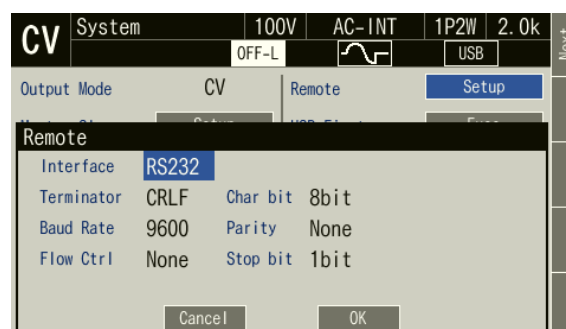 CV System 100V AC-INT 1P2W 2.0k
OFF-L USB
Next
Output Mode CV Remote Setup
Remote
Interface RS232
Terminator CRLF Char bit 8bit
Baud Rate 9600 Parity None
Flow Ctrl None Stop bit 1bit
Cancel OK